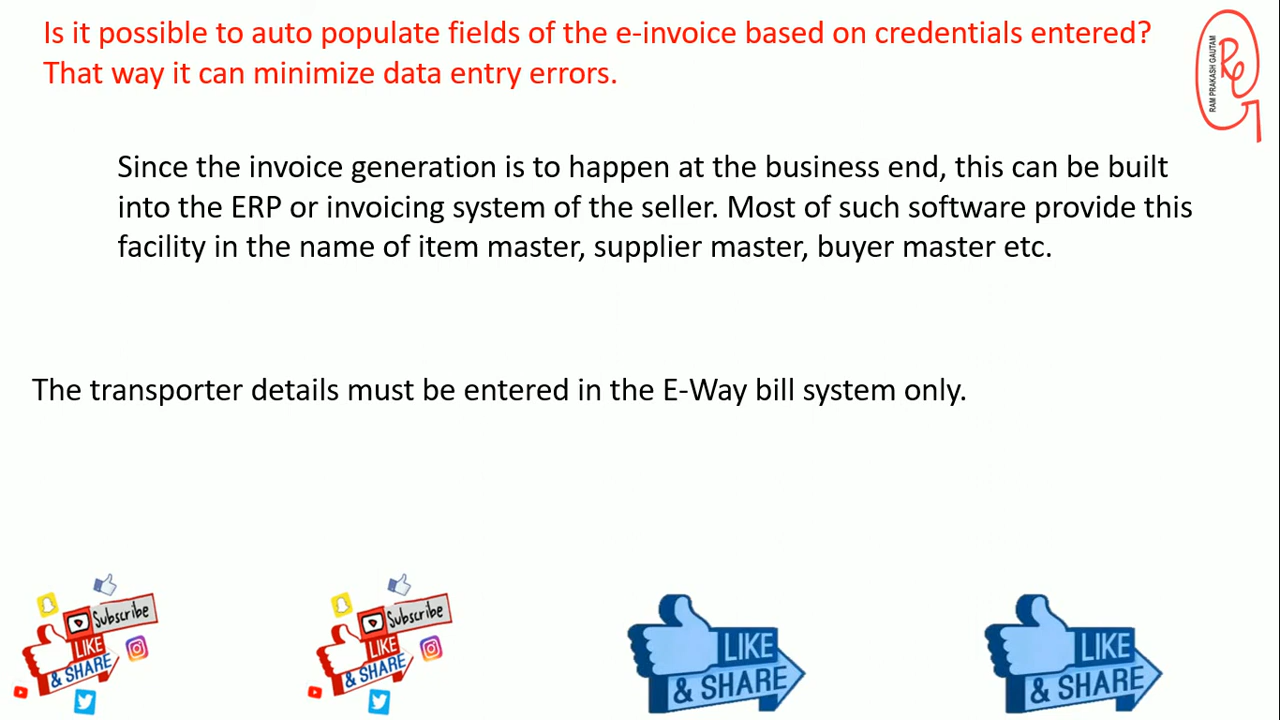 Is it possible to auto populate fields of the e-invoice based on credentials entered?
That way it can minimize data entry errors.
RAM PRAKASH GAUTAM
Since the invoice generation is to happen at the business end, this can be built
into the ERP or invoicing system of the seller. Most of such software provide this
facility in the name of item master, supplier master, buyer master etc.
The transporter details must be entered in the E-Way bill system only.
Subscribe
LIKE
& SHARE
Subscribe
LIKE
& SHARE
LIKE
& SHARE
LIKE
& SHARE